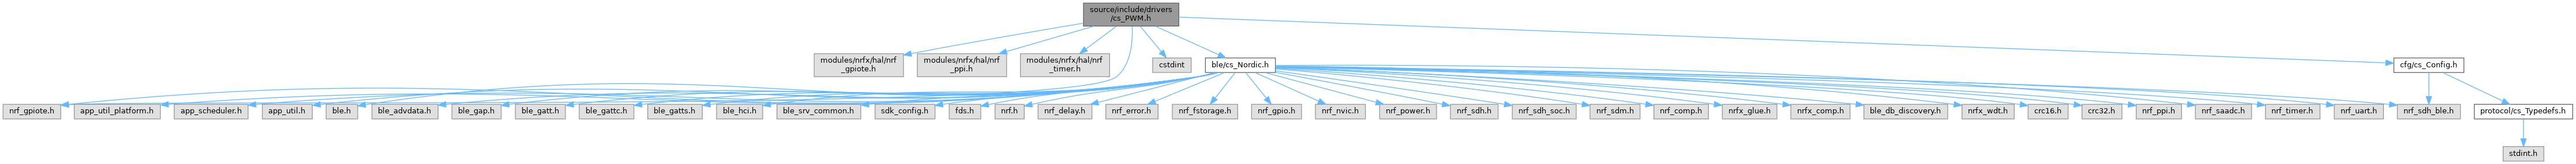 source/include/drivers
/cs_PWM.h
modules/nrfx/hal/nrf
_gpiote.h
modules/nrfx/hal/nrf
_ppi.h
modules/nrfx/hal/nrf
_timer.h
cstdint
ble/cs_Nordic.h
cfg/cs_Config.h
nrf_gpiote.h
app_util_platform.h
app_scheduler.h
app_util.h
ble.h
ble_advdata.h
ble_gap.h
ble_gatt.h
ble_gattc.h
ble_gatts.h
ble_hci.h
ble_srv_common.h
sdk_config.h
fds.h
nrf.h
nrf_delay.h
nrf_error.h
nrf_fstorage.h
nrf_gpio.h
nrf_nvic.h
nrf_power.h
nrf_sdh.h
nrf_sdh_soc.h
nrf_sdm.h
nrf_comp.h
nrfx_glue.h
nrfx_comp.h
ble_db_discovery.h
nrfx_wdt.h
crc16.h
crc32.h
nrf_ppi.h
nrf_saadc.h
nrf_timer.h
nrf_uart.h
nrf_sdh_ble.h
protocol/cs_Typedefs.h
stdint.h